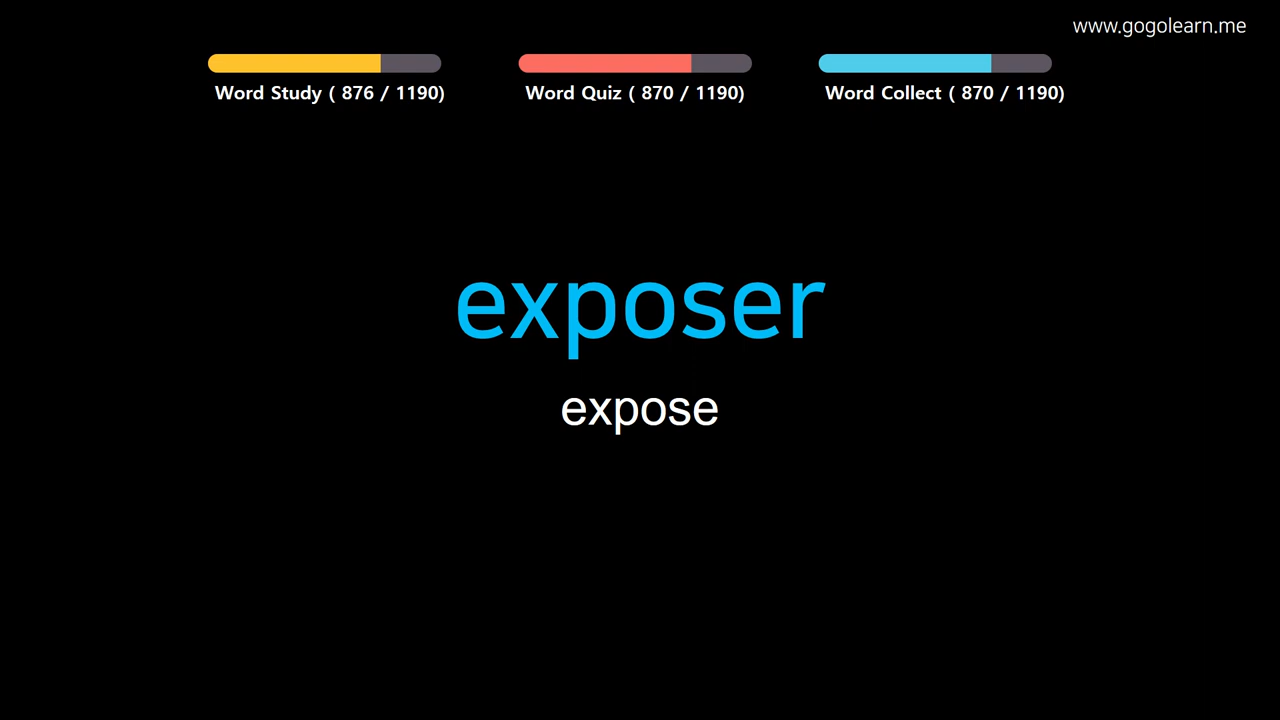 www.gogolearn.me
Word Study ( 876 / 1190)
Word Quiz ( 870 / 1190)
Word Collect ( 870 / 1190)
exposer
expose